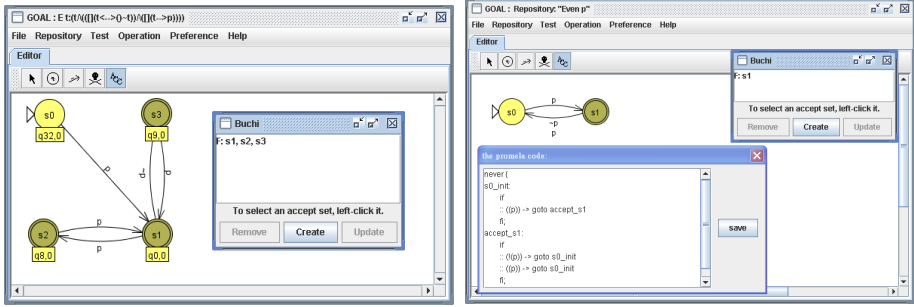 GOAL : E t:(t/\(([](t<-->()~t))/\([](t-->p))))
File Repository Test Operation Preference Help
Editor
s0
q32,0
s3
q9,0
p
~p
p
s2
q8,0
p
p
s1
q0,0
Buchi
F: s1, s2, s3
To select an accept set, left-click it.
Remove Create Update
GOAL : Repository: "Even p"
File Repository Test Operation Preference Help
Editor
s0
p
~p
p
s1
Buchi
F: s1
To select an accept set, left-click it.
Remove Create Update
the promela code:
never {
s0_init:
if
:: ((p)) -> goto accept_s1
fi;
accept_s1:
if
:: (!(p)) -> goto s0_init
:: ((p)) -> goto s0_init
fi;
save